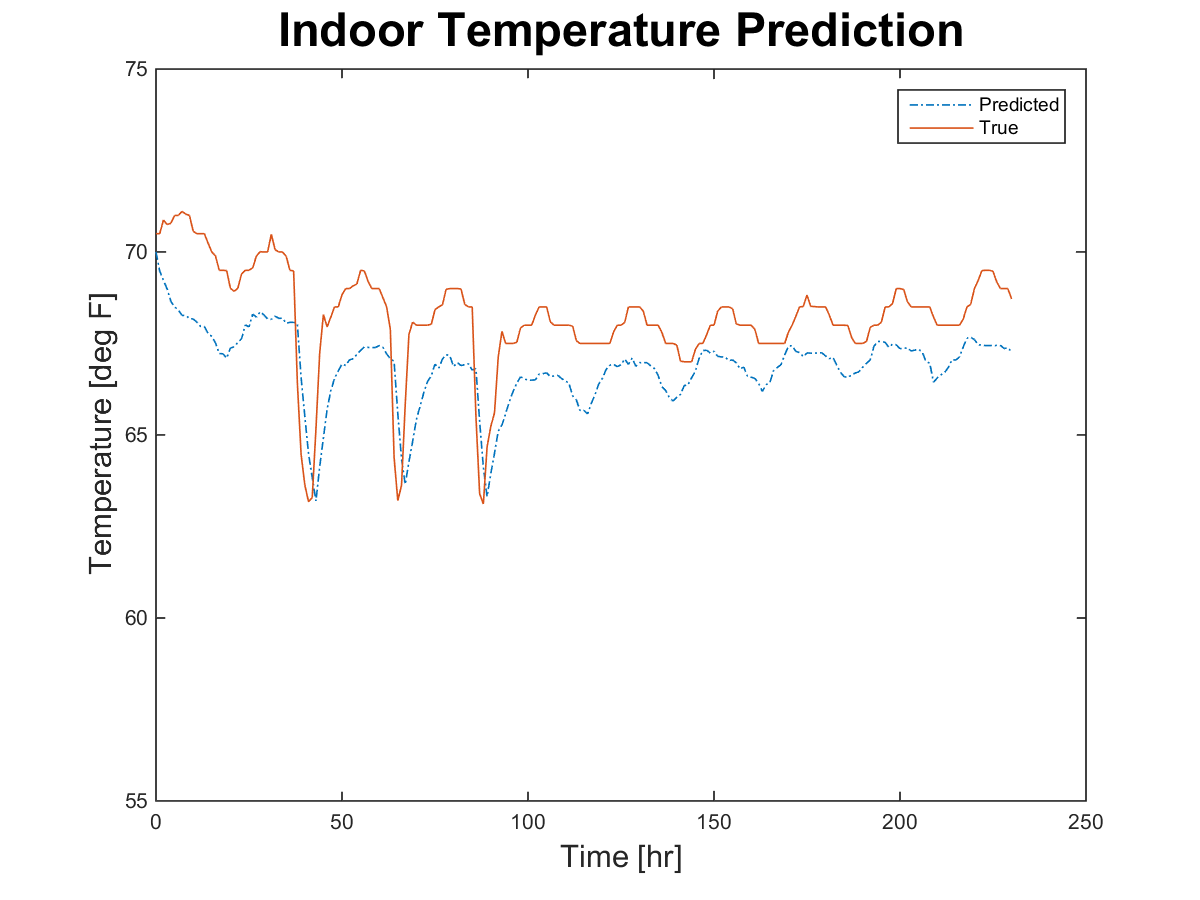 Indoor Temperature Prediction
75
70
65
60
55
Temperature [deg F]
Predicted
True
0 50 100 150 200 250
Time [hr]